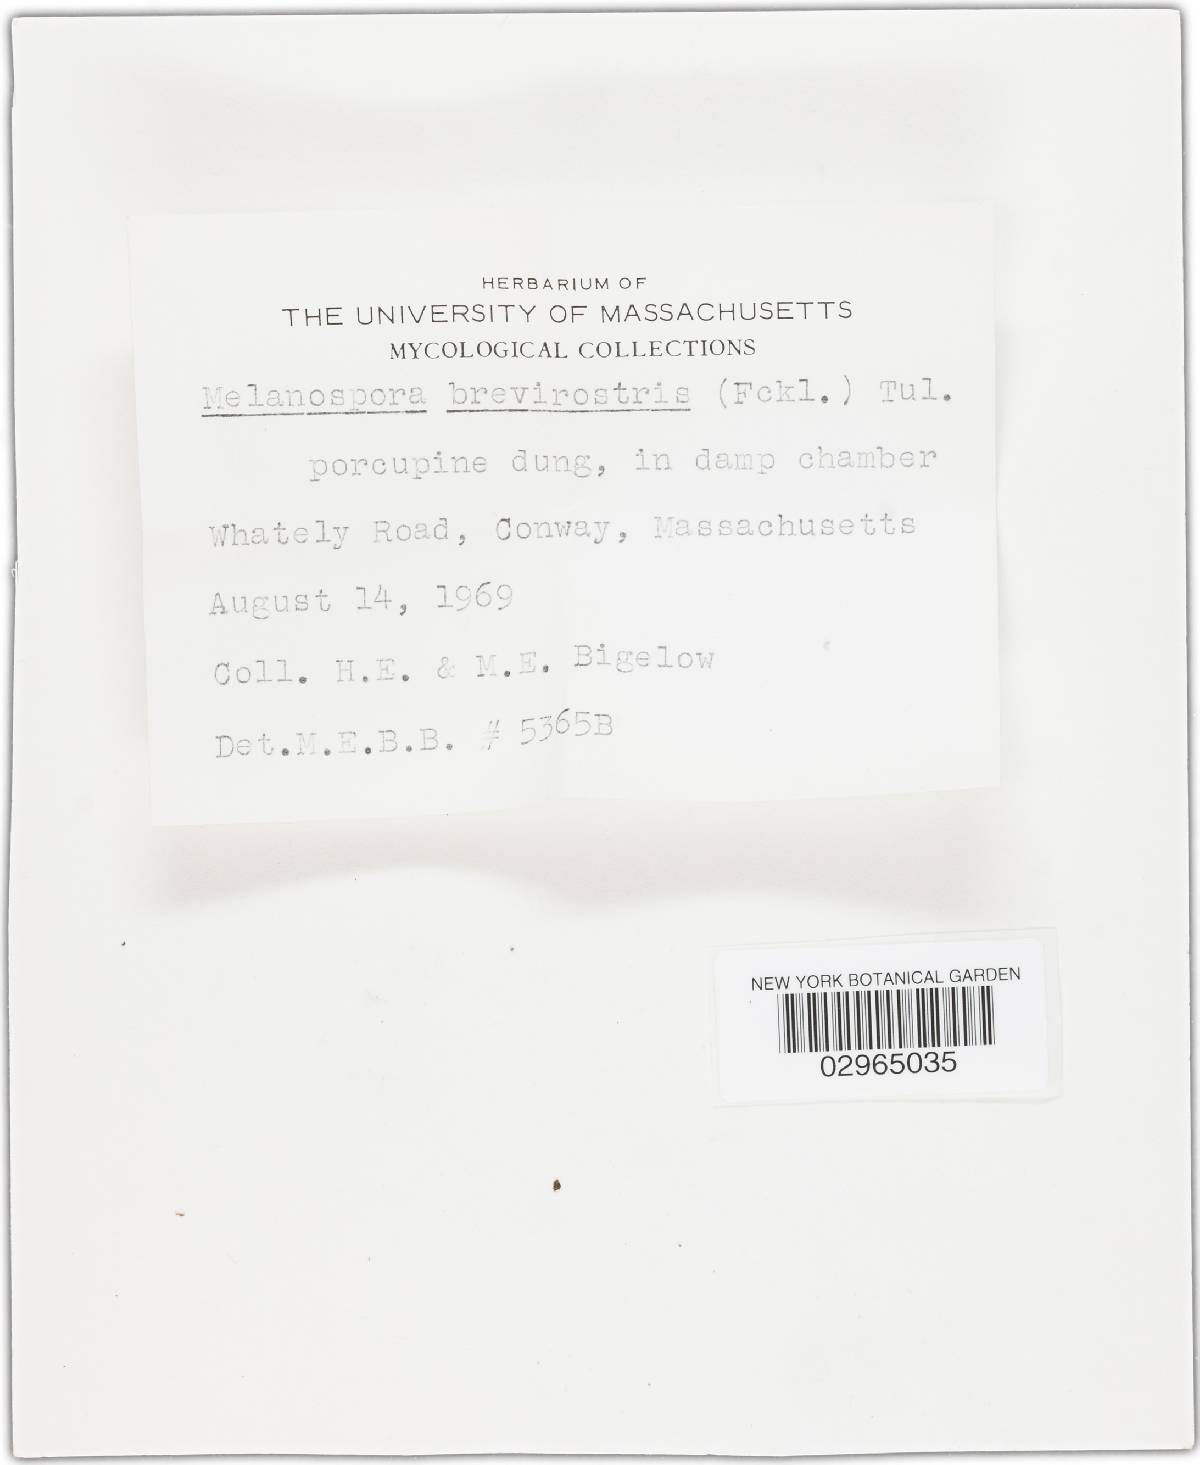 HERBARIUM OF
THE UNIVERSITY OF MASSACHUSETTS
MYCOLOGICAL COLLECTIONS
Melanospora brevirostris (Fckl.) Tul.
porcupine dung, in damp chamber
Whately Road, Conway, Massachusetts
August 14, 1969
Coll. H.E. & M.E. Bigelow
Det.M.E.B.B. # 5365B
NEW YORK BOTANICAL GARDEN
02965035